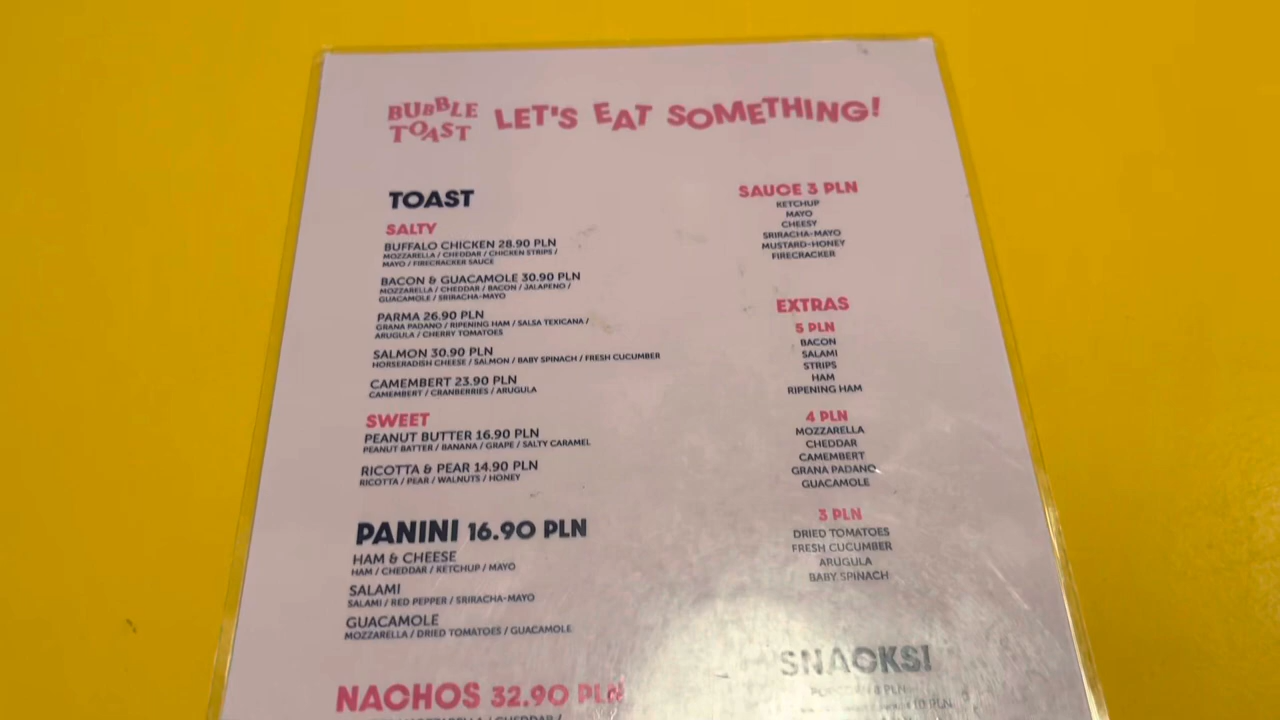 BUBBLE
TOAST
LET'S EAT SOMETHING!
TOAST
SALTY
BUFFALO CHICKEN 28.90 PLN
MOZZARELLA / CHEDDAR / CHICKEN STRIPS /
MAYO / FIRECRACKER SAUCE
BACON & GUACAMOLE 30.90 PLN
MOZZARELLA / CHEDDAR / BACON / JALAPENO /
GUACAMOLE / SRIRACHA-MAYO
PARMA 26.90 PLN
GRANA PADANO / RIPENING HAM / SALSA TEXICANA /
ARUGULA / CHERRY TOMATOES
SALMON 30.90 PLN
HORSERADISH CHEESE / SALMON / BABY SPINACH / FRESH CUCUMBER
CAMEMBERT 23.90 PLN
CAMEMBERT / CRANBERRIES / ARUGULA
SWEET
PEANUT BUTTER 16.90 PLN
PEANUT BATTER / BANANA / GRAPE / SALTY CARAMEL
RICOTTA & PEAR 14.90 PLN
RICOTTA / PEAR / WALNUTS / HONEY
PANINI 16.90 PLN
HAM & CHEESE
HAM / CHEDDAR / KETCHUP / MAYO
SALAMI
SALAMI / RED PEPPER / SRIRACHA-MAYO
GUACAMOLE
MOZZARELLA / DRIED TOMATOES / GUACAMOLE
NACHOS 32.90 PLN
SAUCE 3 PLN
KETCHUP
MAYO
CHEESY
SRIRACHA-MAYO
MUSTARD-HONEY
FIRECRACKER
EXTRAS
5 PLN
BACON
SALAMI
STRIPS
HAM
RIPENING HAM
4 PLN
MOZZARELLA
CHEDDAR
CAMEMBERT
GRANA PADANO
GUACAMOLE
3 PLN
DRIED TOMATOES
FRESH CUCUMBER
ARUGULA
BABY SPINACH
SNACKS!
POPCORN 8 PLN
10 PLN